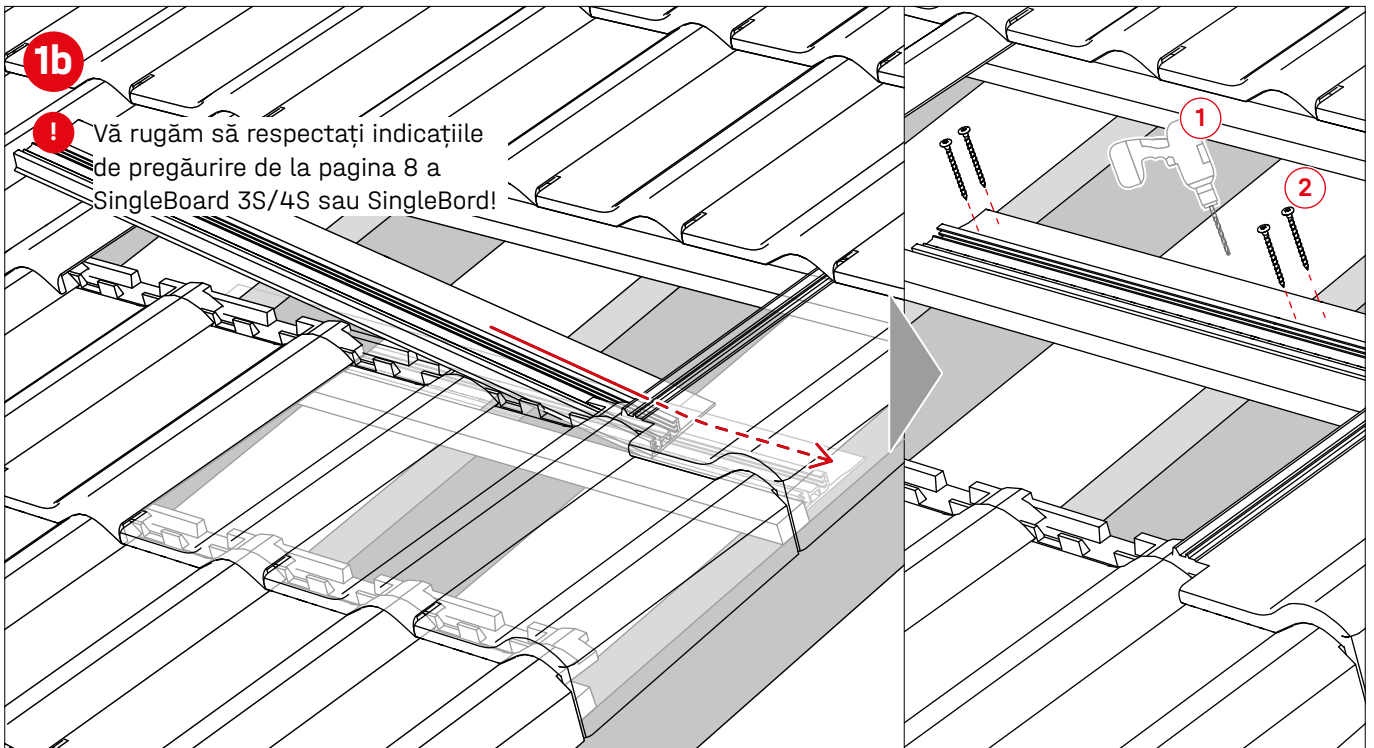 1b
! Vă rugăm să respectați indicațiile
de pregăurire de la pagina 8 a
SingleBoard 3S/4S sau SingleBord!
1
2